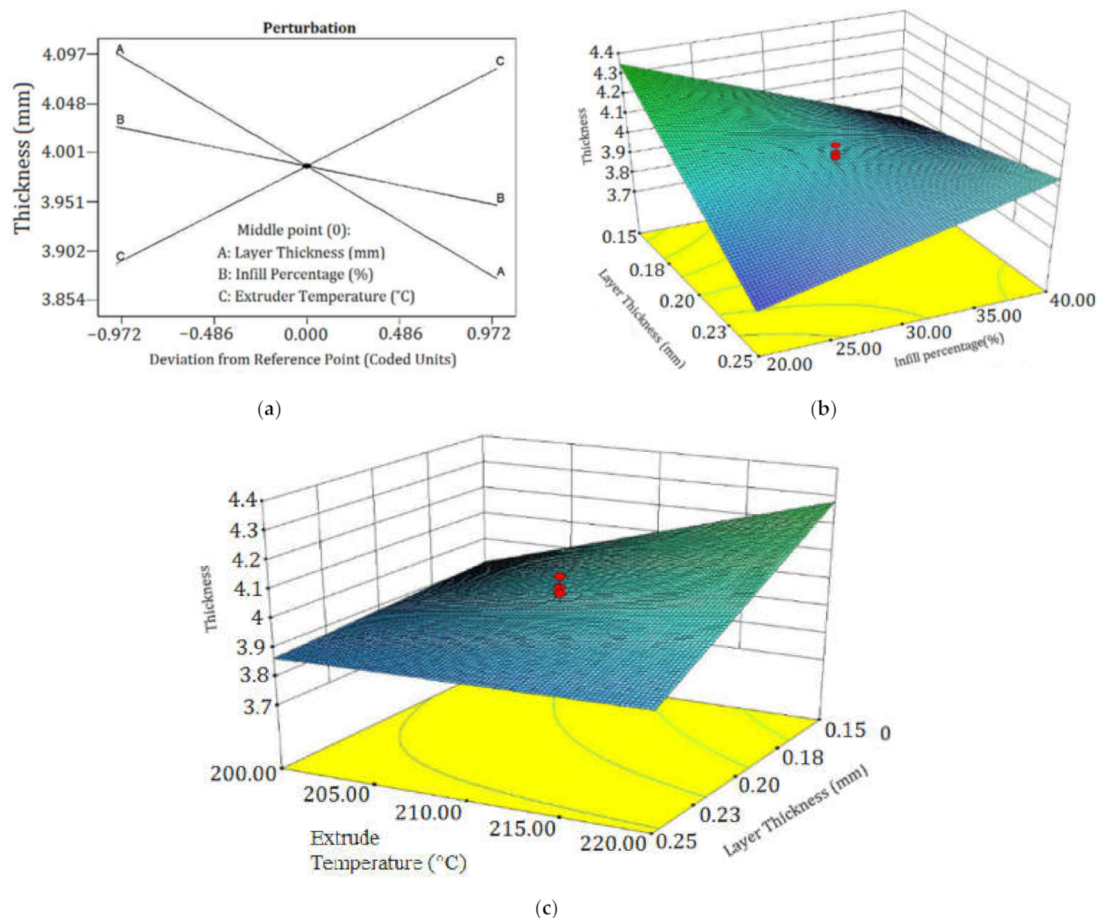 Perturbation
4.097
4.048
4.001
3.951
3.902
3.854
Thickness (mm)
A
B
C
C
B
A
Middle point (0):
A: Layer Thickness (mm)
B: Infill Percentage (%)
C: Extruder Temperature (°C)
−0.972 −0.486 0.000 0.486 0.972
Deviation from Reference Point (Coded Units)
(a)
4.4
4.3
4.2
4.1
4
3.9
3.8
3.7
Thickness
0.15
0.18
0.20
0.23
0.25
Layer Thickness (mm)
20.00
25.00
30.00
35.00
40.00
Infill percentage(%)
(b)
4.4
4.3
4.2
4.1
4
3.9
3.8
3.7
Thickness
200.00
205.00
210.00
215.00
220.00
Extrude
Temperature (°C)
0.25
0.23
0.20
0.18
0.15 0
Layer Thickness (mm)
(c)